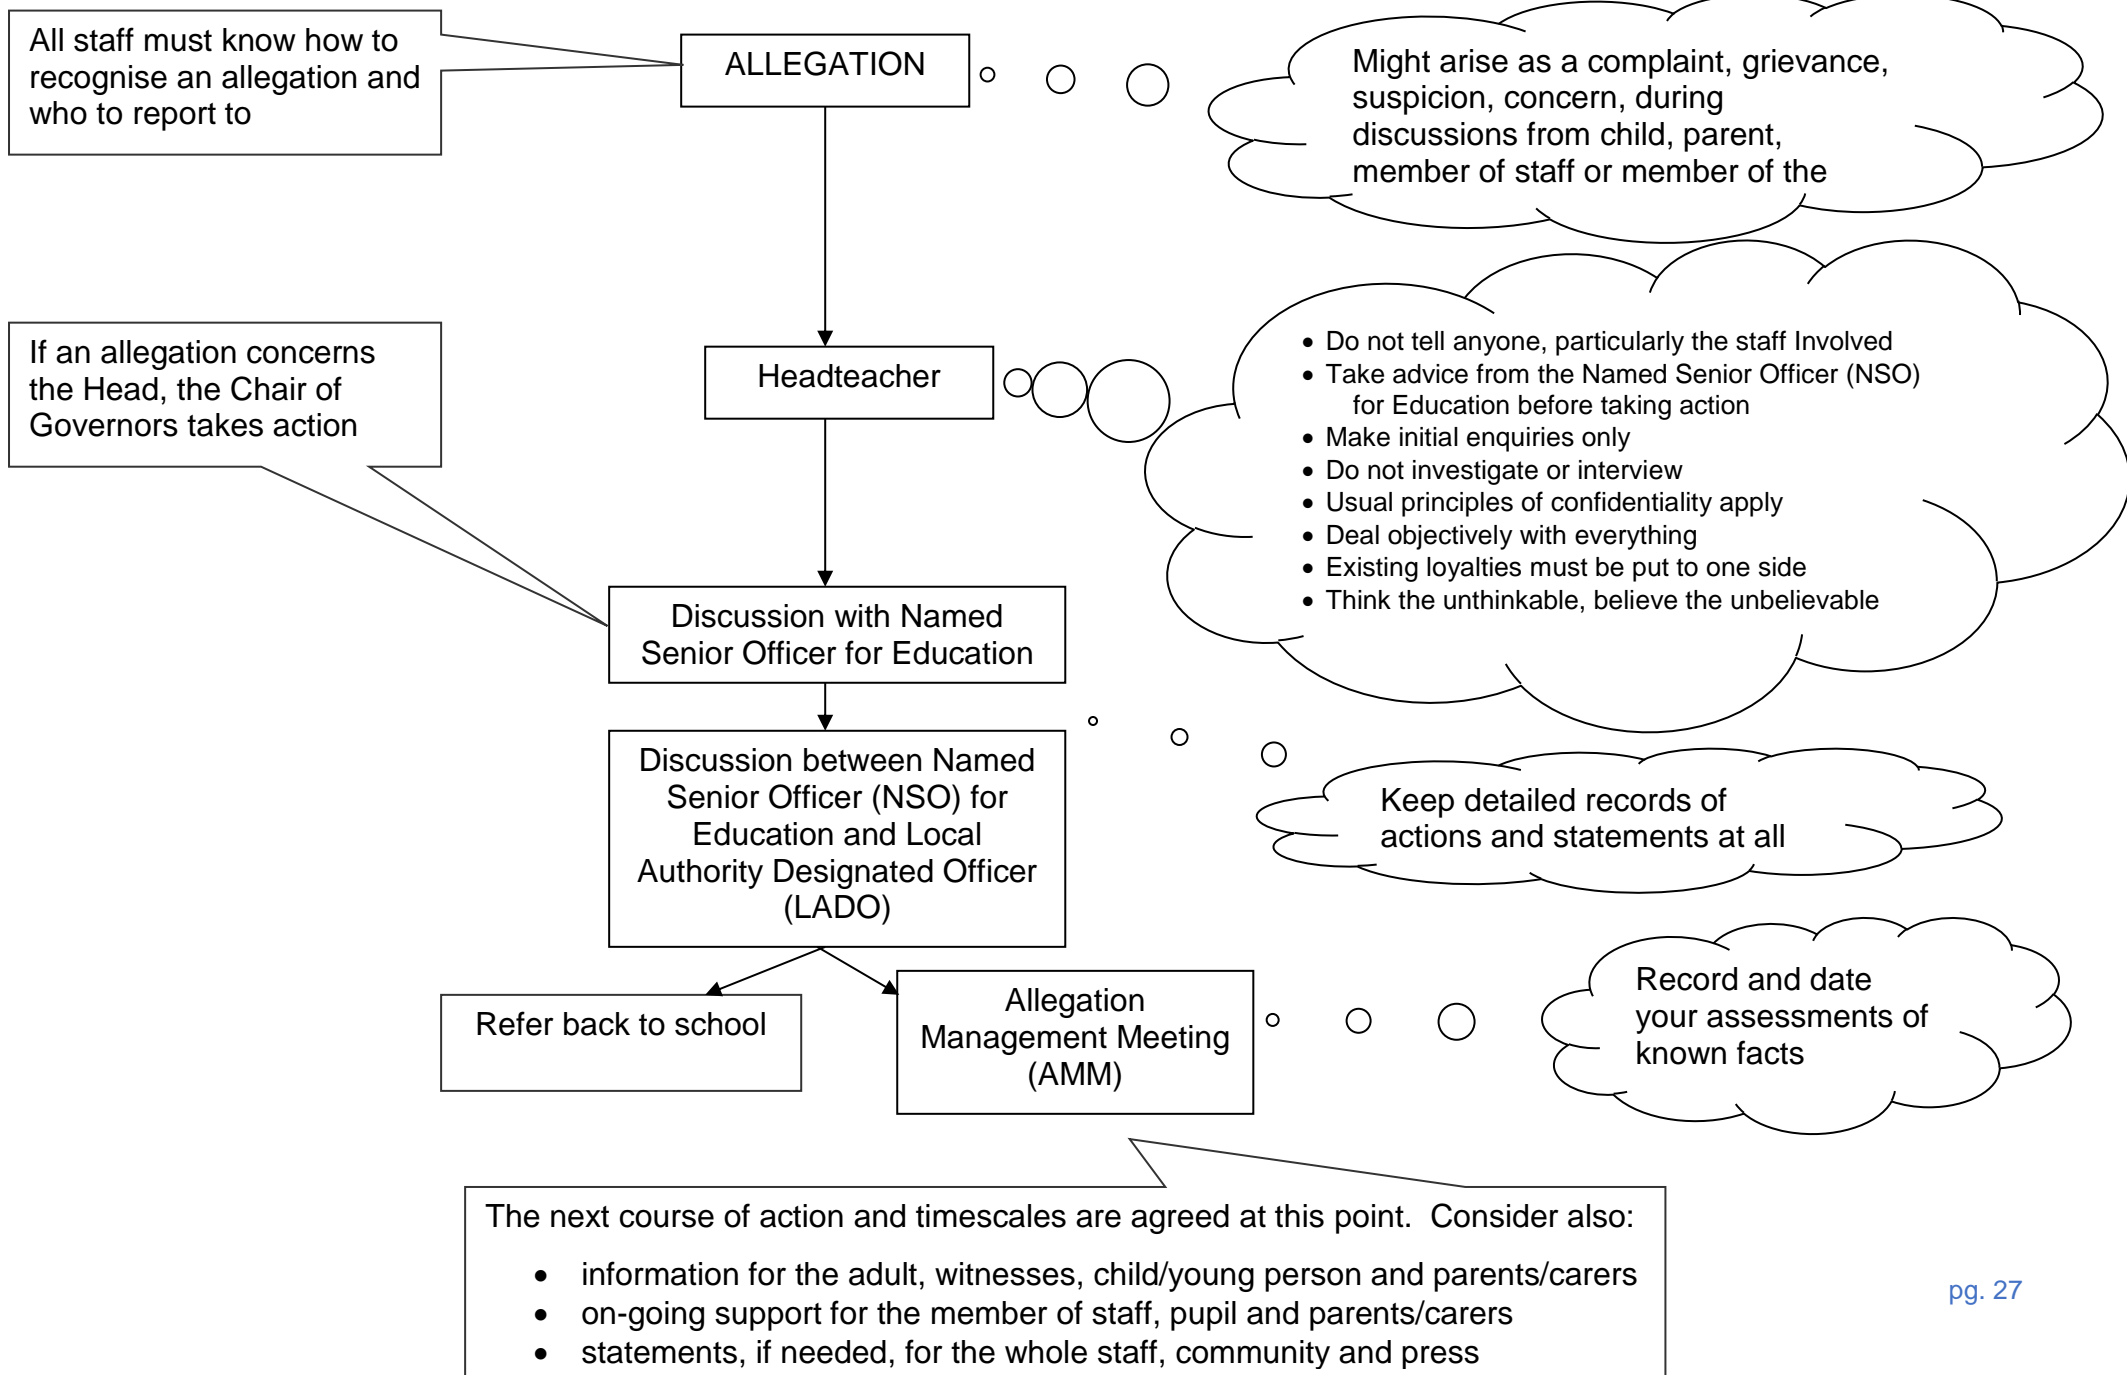 All staff must know how to
recognise an allegation and
who to report to
ALLEGATION
Might arise as a complaint, grievance,
suspicion, concern, during
discussions from child, parent,
member of staff or member of the
If an allegation concerns
the Head, the Chair of
Governors takes action
Headteacher
• Do not tell anyone, particularly the staff Involved
• Take advice from the Named Senior Officer (NSO)
for Education before taking action
• Make initial enquiries only
• Do not investigate or interview
• Usual principles of confidentiality apply
• Deal objectively with everything
• Existing loyalties must be put to one side
• Think the unthinkable, believe the unbelievable
Discussion with Named
Senior Officer for Education
Discussion between Named
Senior Officer (NSO) for
Education and Local
Authority Designated Officer
(LADO)
Keep detailed records of
actions and statements at all
Refer back to school
Allegation
Management Meeting
(AMM)
Record and date
your assessments of
known facts
The next course of action and timescales are agreed at this point.  Consider also:
• information for the adult, witnesses, child/young person and parents/carers
• on-going support for the member of staff, pupil and parents/carers
• statements, if needed, for the whole staff, community and press
pg. 27